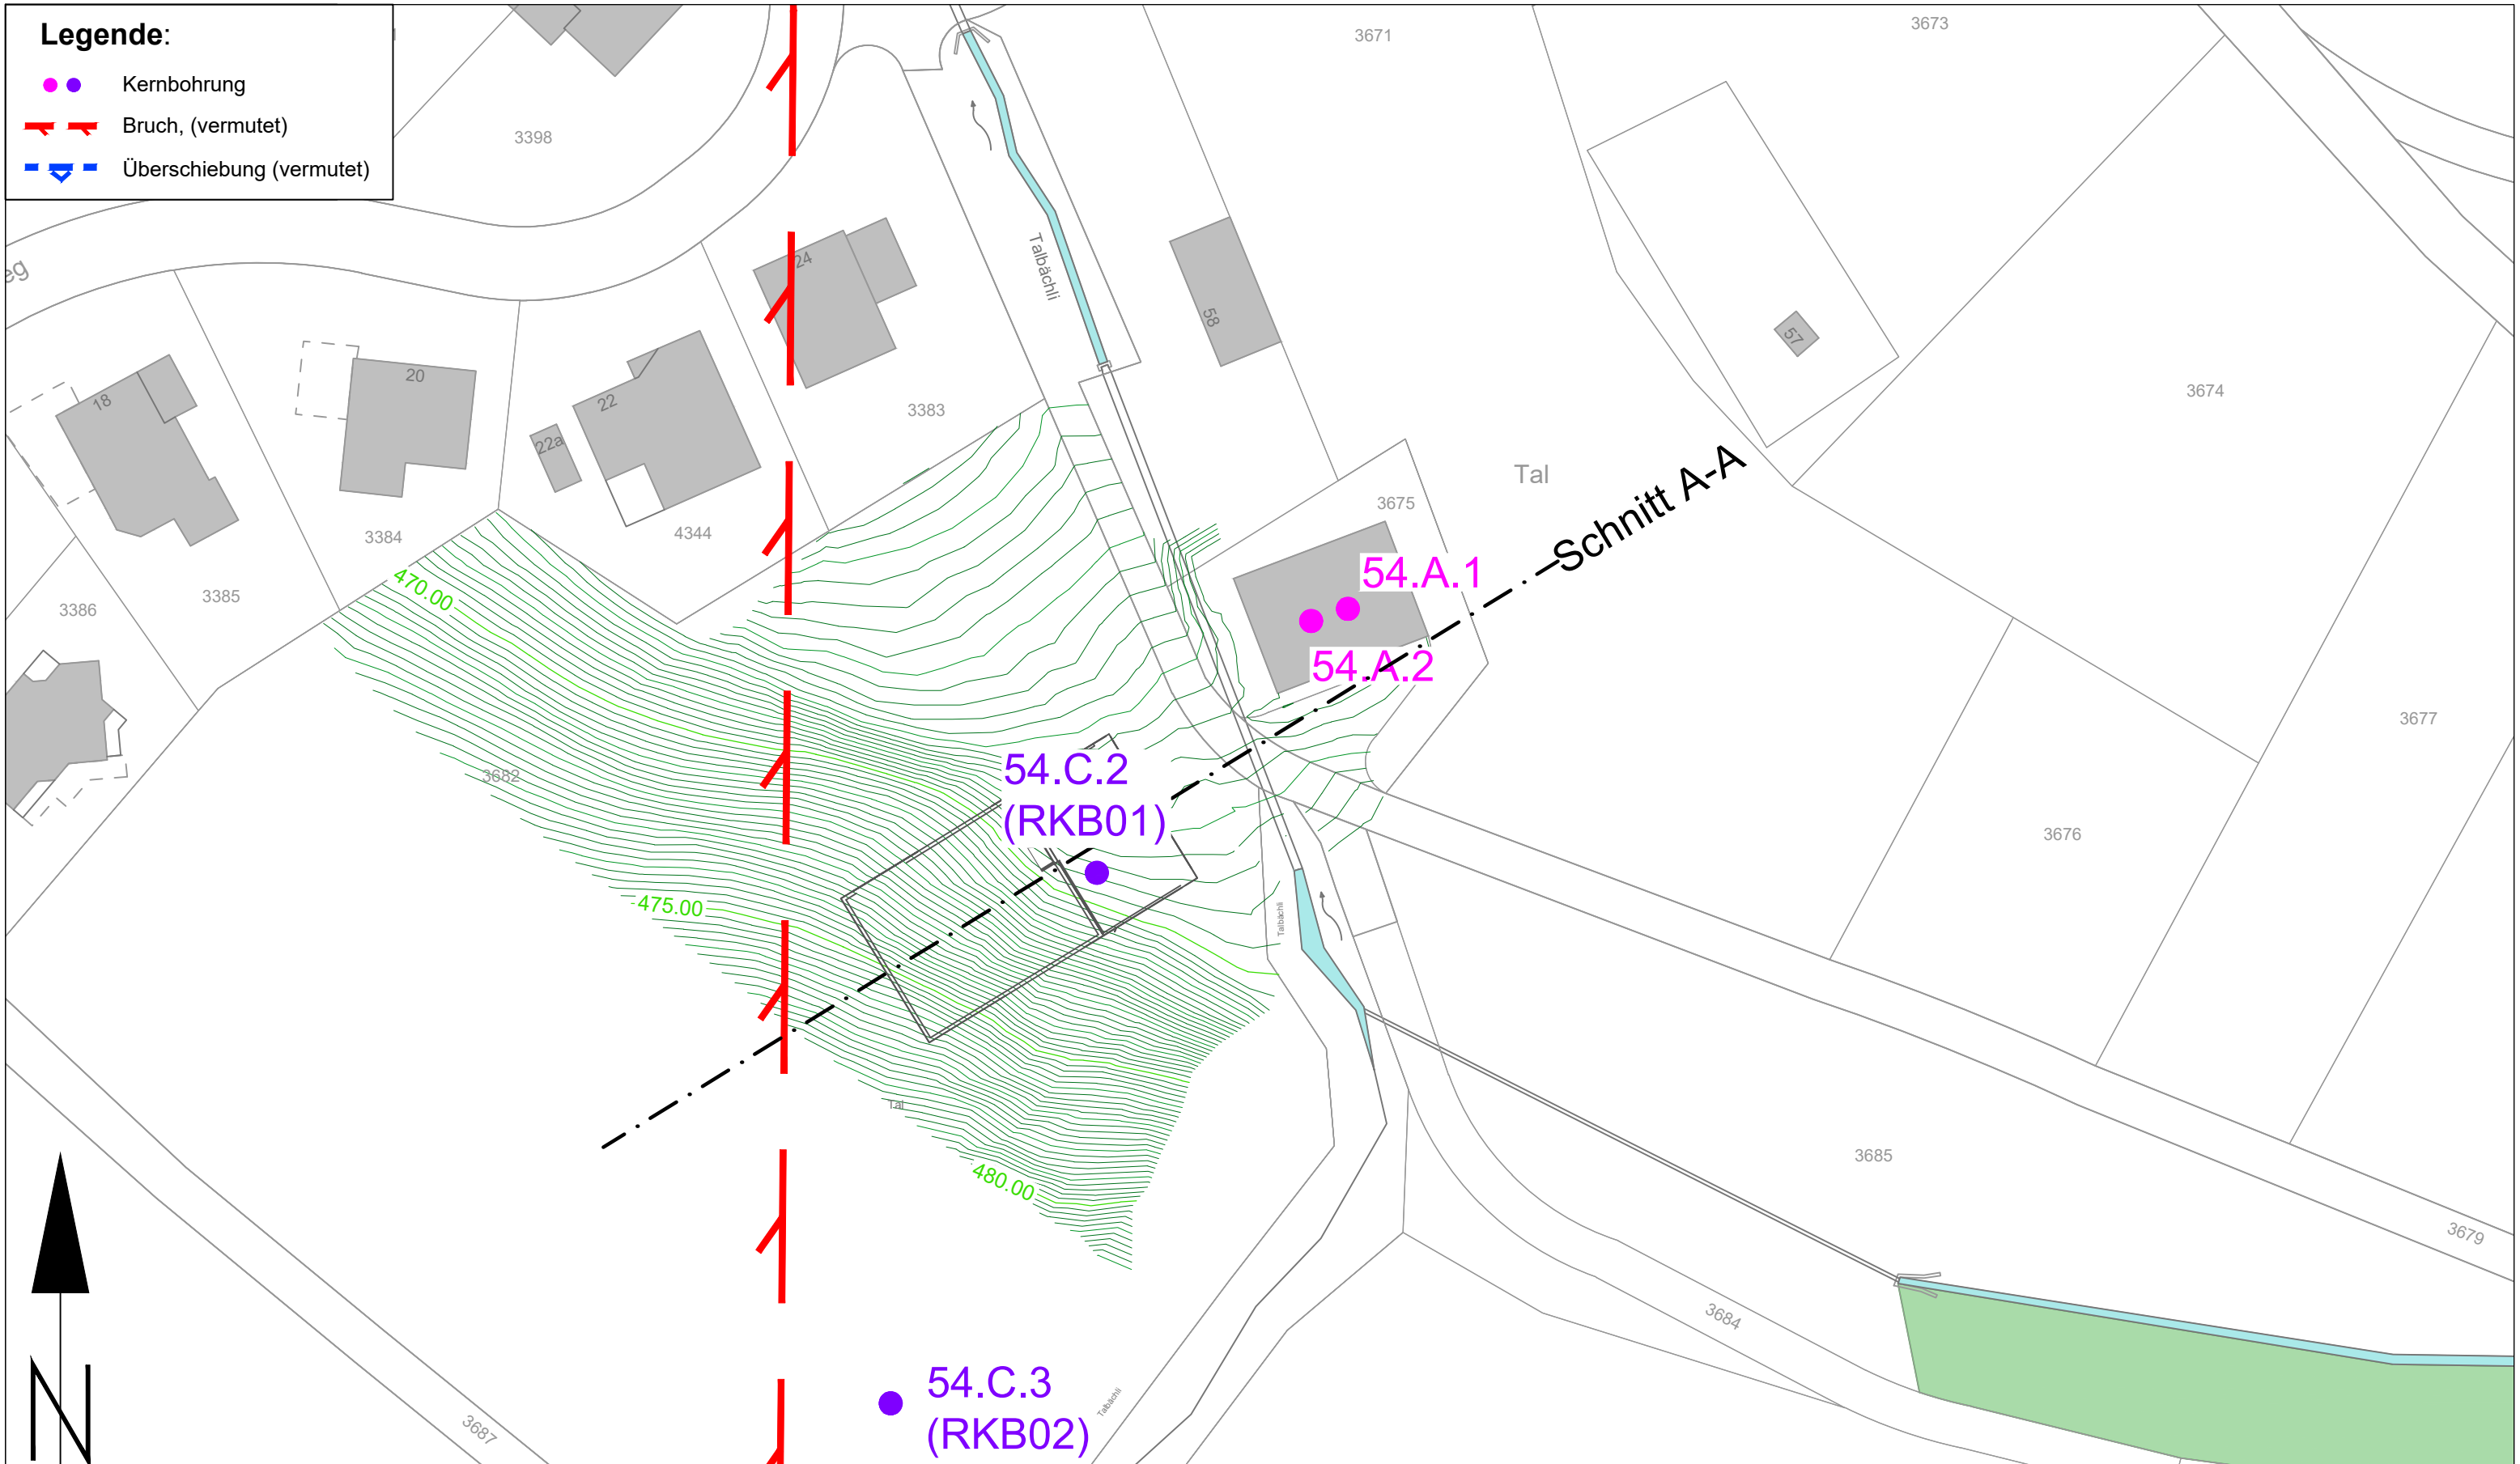 Legende:
Kernbohrung
Bruch, (vermutet)
Überschiebung (vermutet)
3671
3673
3398
Talbächli
24
58
57
eg
18
20
22
22a
3383
3674
3384
4344
3675
Tal
Schnitt A-A
54.A.1
54.A.2
3386
3385
470.00
3682
54.C.2
(RKB01)
3677
3676
475.00
Talbächli
Tal
3685
480.00
3679
3684
54.C.3
(RKB02)
Talbächli
3687
N